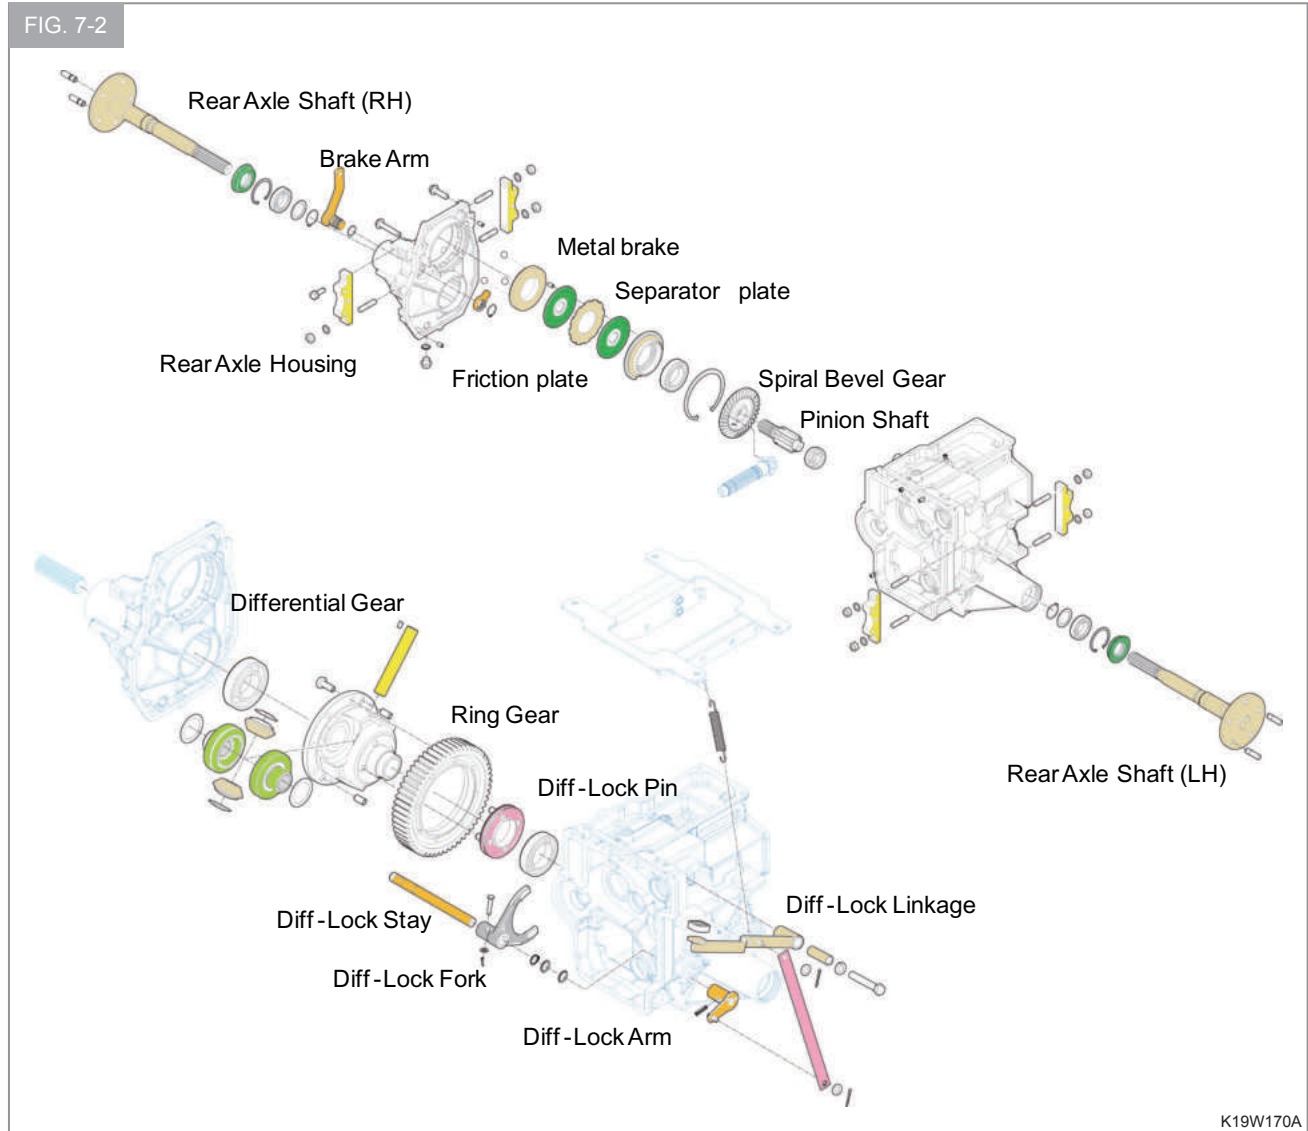 FIG. 7-2
Rear Axle Shaft (RH)
Brake Arm
Metal brake
Separator plate
Rear Axle Housing
Friction plate
Spiral Bevel Gear
Pinion Shaft
Differential Gear
Ring Gear
Rear Axle Shaft (LH)
Diff-Lock Pin
Diff-Lock Linkage
Diff-Lock Stay
Diff-Lock Fork
Diff-Lock Arm
K19W170A